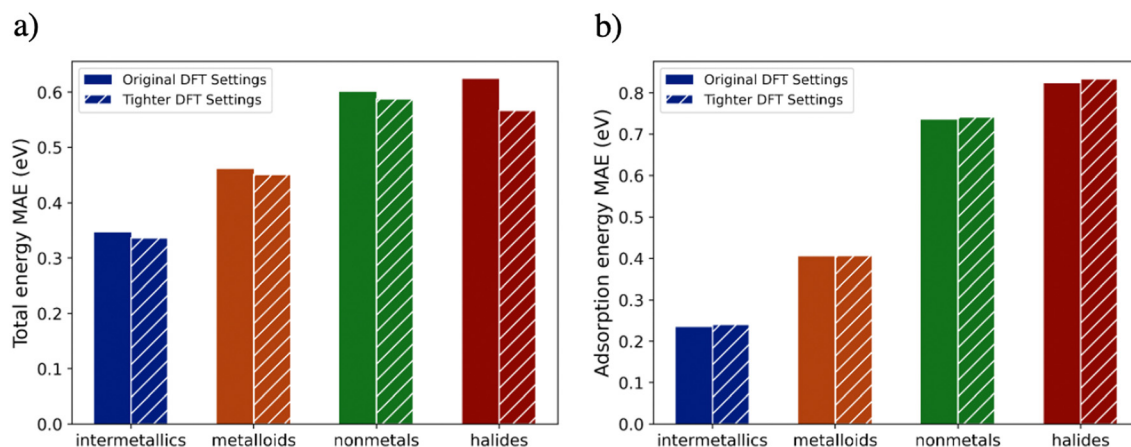 a)
Original DFT Settings
Tighter DFT Settings
Total energy MAE (eV)
0.6
0.5
0.4
0.3
0.2
0.1
0.0
intermetallics metalloids nonmetals halides
b)
Original DFT Settings
Tighter DFT Settings
Adsorption energy MAE (eV)
0.8
0.7
0.6
0.5
0.4
0.3
0.2
0.1
0.0
intermetallics metalloids nonmetals halides